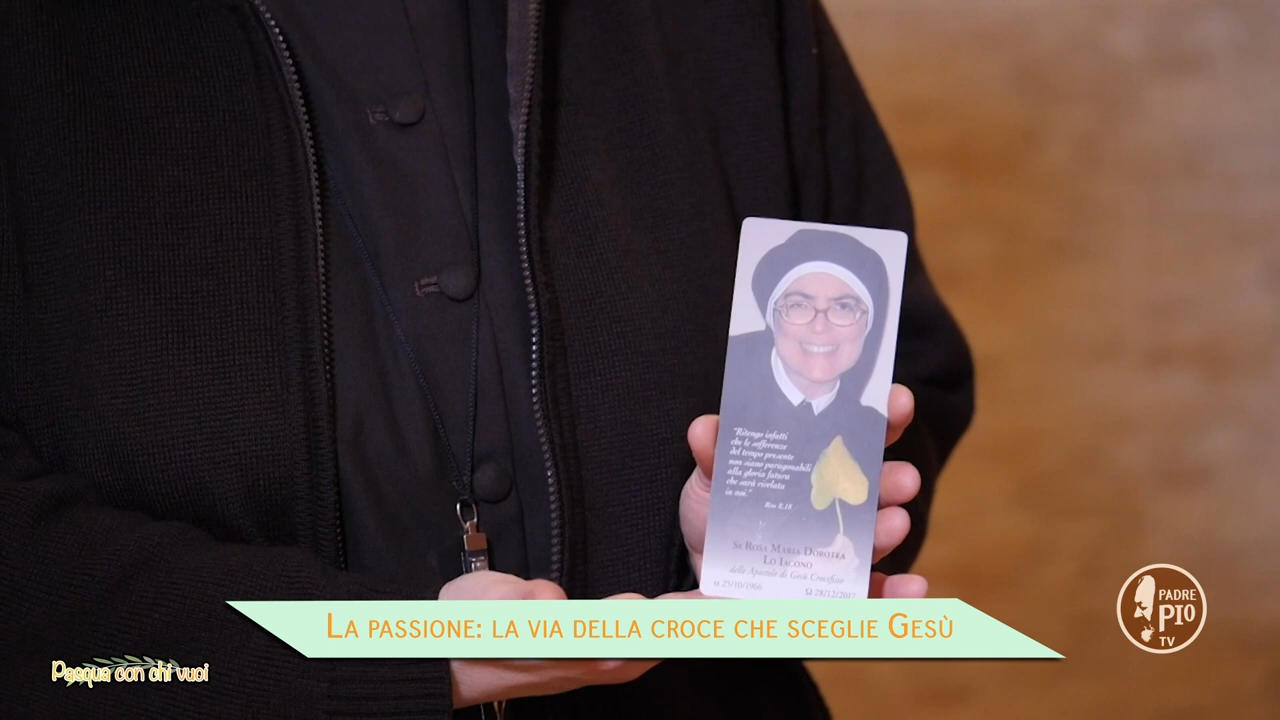 "Ritengo infatti
che le sofferenze
del tempo presente
non siano paragonabili
alla gloria futura
che sarà rivelata
in noi."
Rm 8,18
Sr Rosa Maria Dorotea
Lo Iacono
delle Apostole di Gesù Crocifisso
α 25/10/1966 Ω 28/12/2017
La passione: la via della croce che sceglie Gesù
Pasqua con chi vuoi
PADRE
PIO
TV